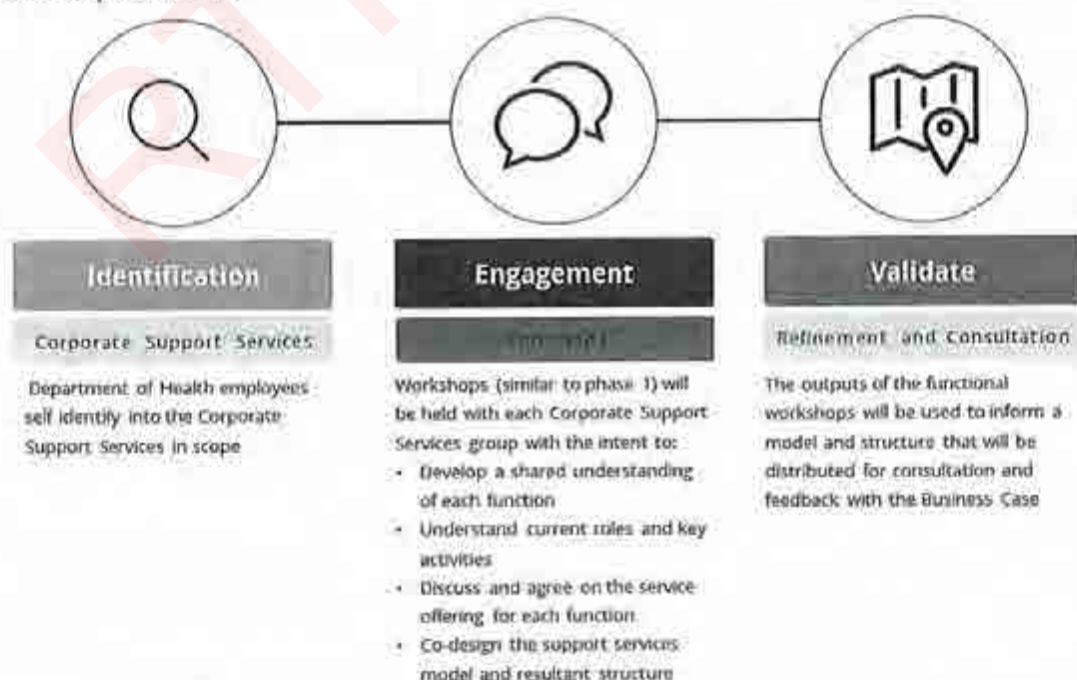 Identification
Corporate Support Services
Department of Health employees
self identify into the Corporate
Support Services in scope
Engagement
Workshops (similar to phase 1) will
be held with each Corporate Support
Services group with the intent to:
• Develop a shared understanding
of each function
• Understand current roles and key
activities
• Discuss and agree on the service
offering for each function
• Co-design the support services
model and resultant structure
Validate
Refinement and Consultation
The outputs of the functional
workshops will be used to inform a
model and structure that will be
distributed for consultation and
feedback with the Business Case